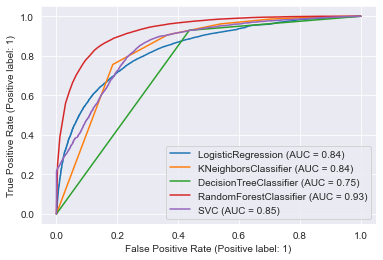 1.0
0.8
0.6
0.4
0.2
0.0
True Positive Rate (Positive label: 1)
LogisticRegression (AUC = 0.84)
KNeighborsClassifier (AUC = 0.84)
DecisionTreeClassifier (AUC = 0.75)
RandomForestClassifier (AUC = 0.93)
SVC (AUC = 0.85)
0.0 0.2 0.4 0.6 0.8 1.0
False Positive Rate (Positive label: 1)